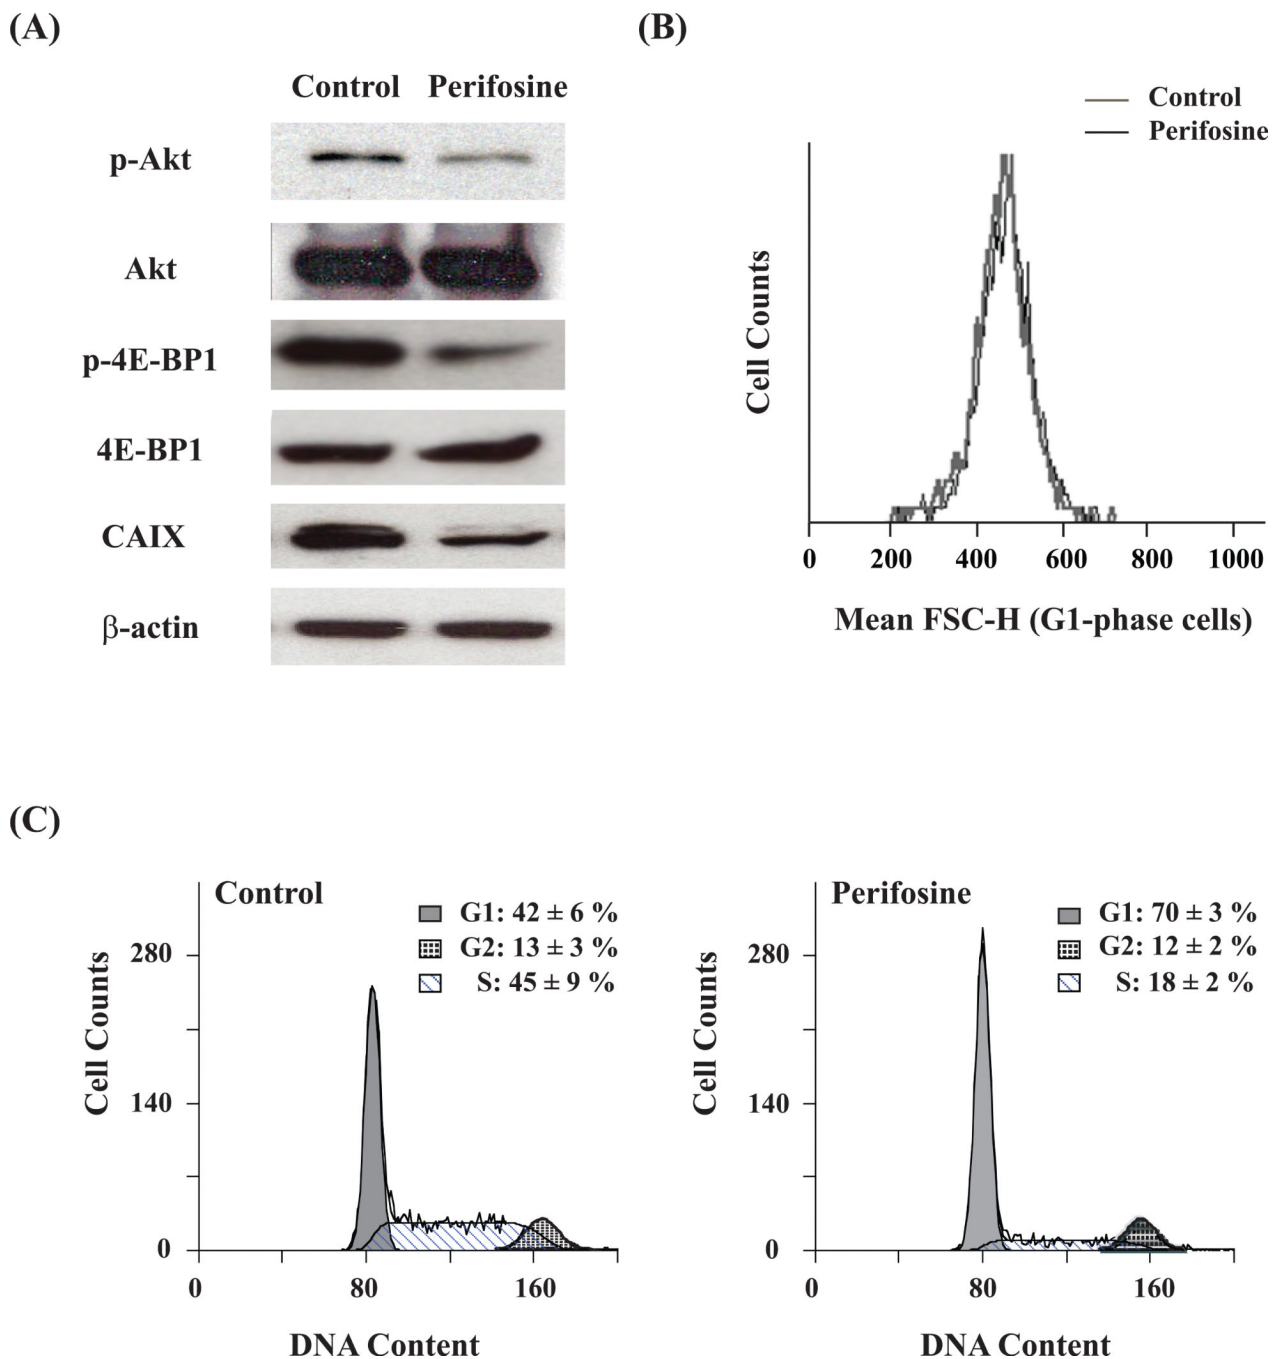 (A)
Control Perifosine
p-Akt
Akt
p-4E-BP1
4E-BP1
CAIX
β-actin
(B)
Control
Perifosine
Cell Counts
0 200 400 600 800 1000
Mean FSC-H (G1-phase cells)
(C)
Control
G1: 42 ± 6 %
G2: 13 ± 3 %
S: 45 ± 9 %
Cell Counts
280
140
0
0 80 160
DNA Content
Perifosine
G1: 70 ± 3 %
G2: 12 ± 2 %
S: 18 ± 2 %
Cell Counts
280
140
0
0 80 160
DNA Content